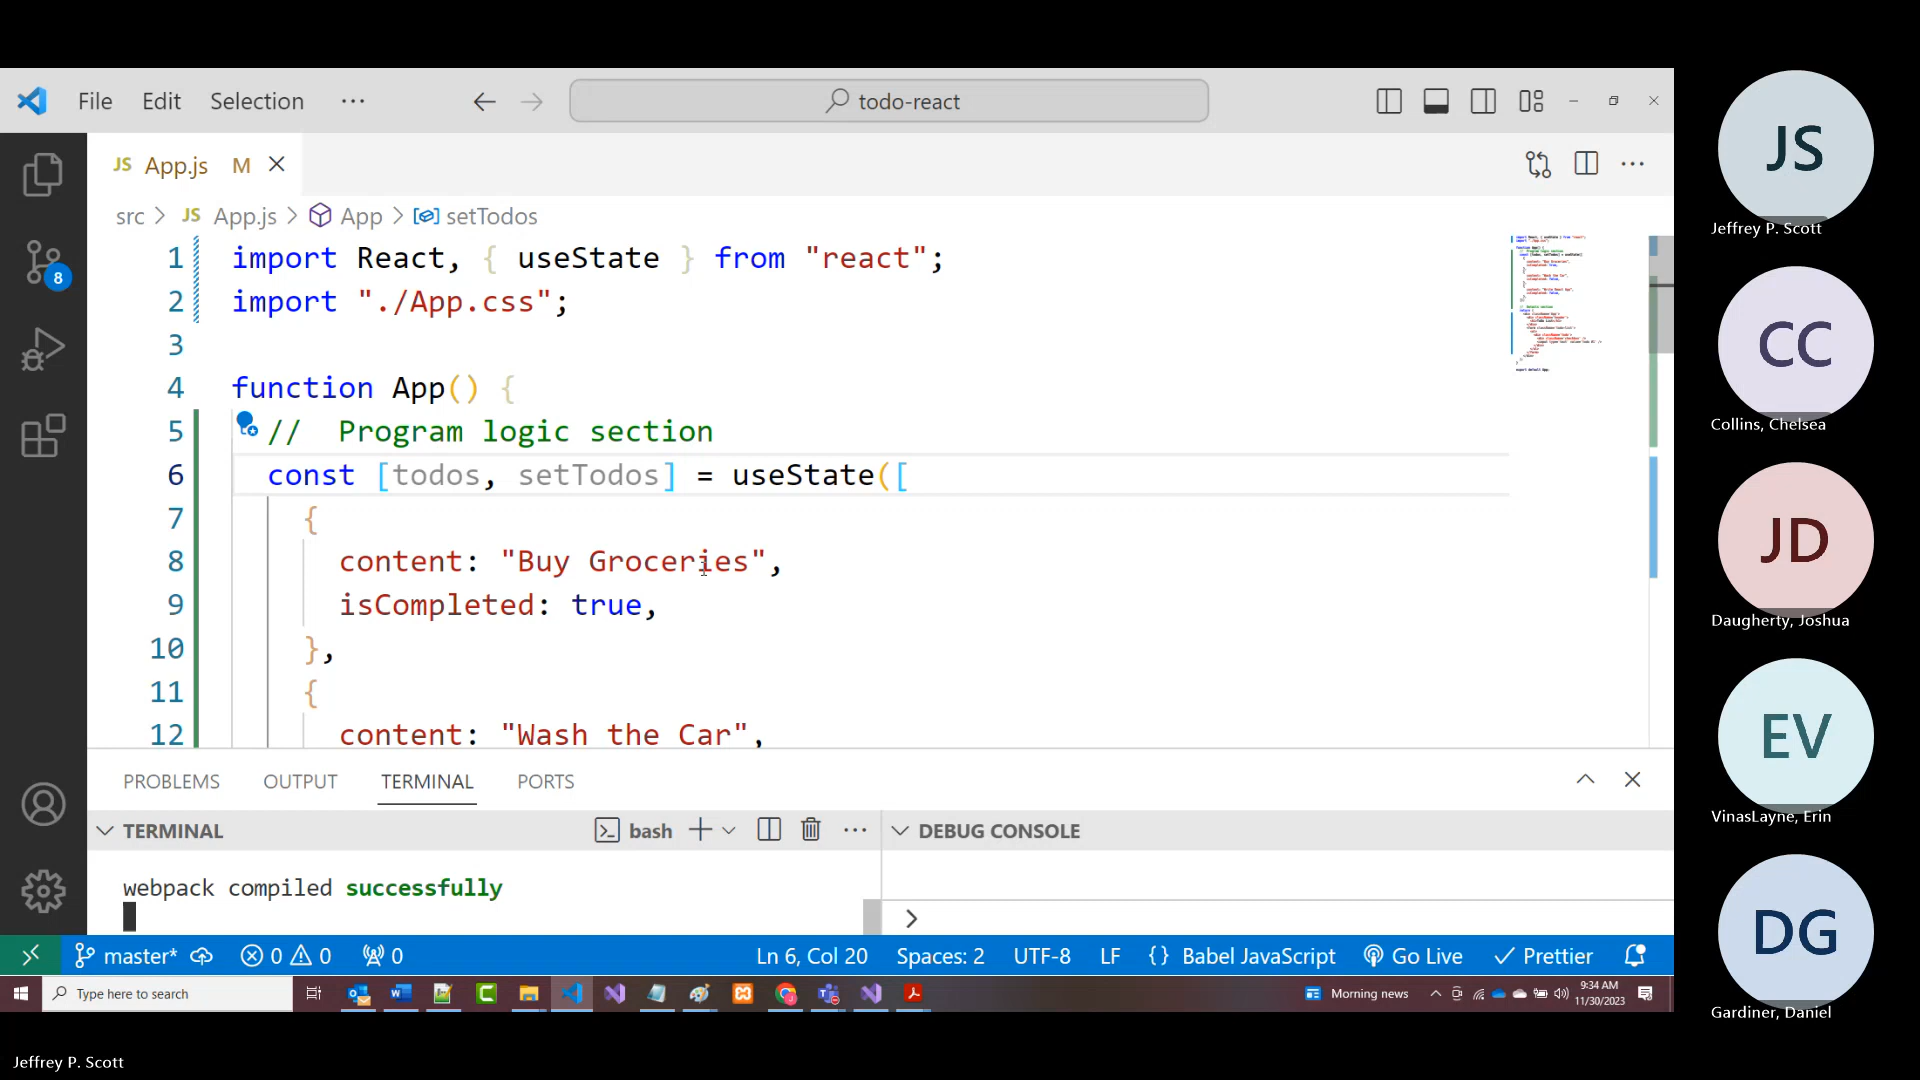 File Edit Selection ···
todo-react
JS App.js M
src > JS App.js > App > setTodos
1 import React, { useState } from "react";
2 import "./App.css";
3
4 function App() {
5 // Program logic section
6 const [todos, setTodos] = useState([
7 {
8 content: "Buy Groceries",
9 isCompleted: true,
10 },
11 {
12 content: "Wash the Car",
8
PROBLEMS OUTPUT TERMINAL PORTS
TERMINAL bash
DEBUG CONSOLE
webpack compiled successfully
>
master* 0 0 0 Ln 6, Col 20 Spaces: 2 UTF-8 LF {} Babel JavaScript Go Live Prettier
Type here to search
Morning news
9:34 AM
11/30/2023
JS
Jeffrey P. Scott
CC
Collins, Chelsea
JD
Daugherty, Joshua
EV
VinasLayne, Erin
DG
Gardiner, Daniel
Jeffrey P. Scott